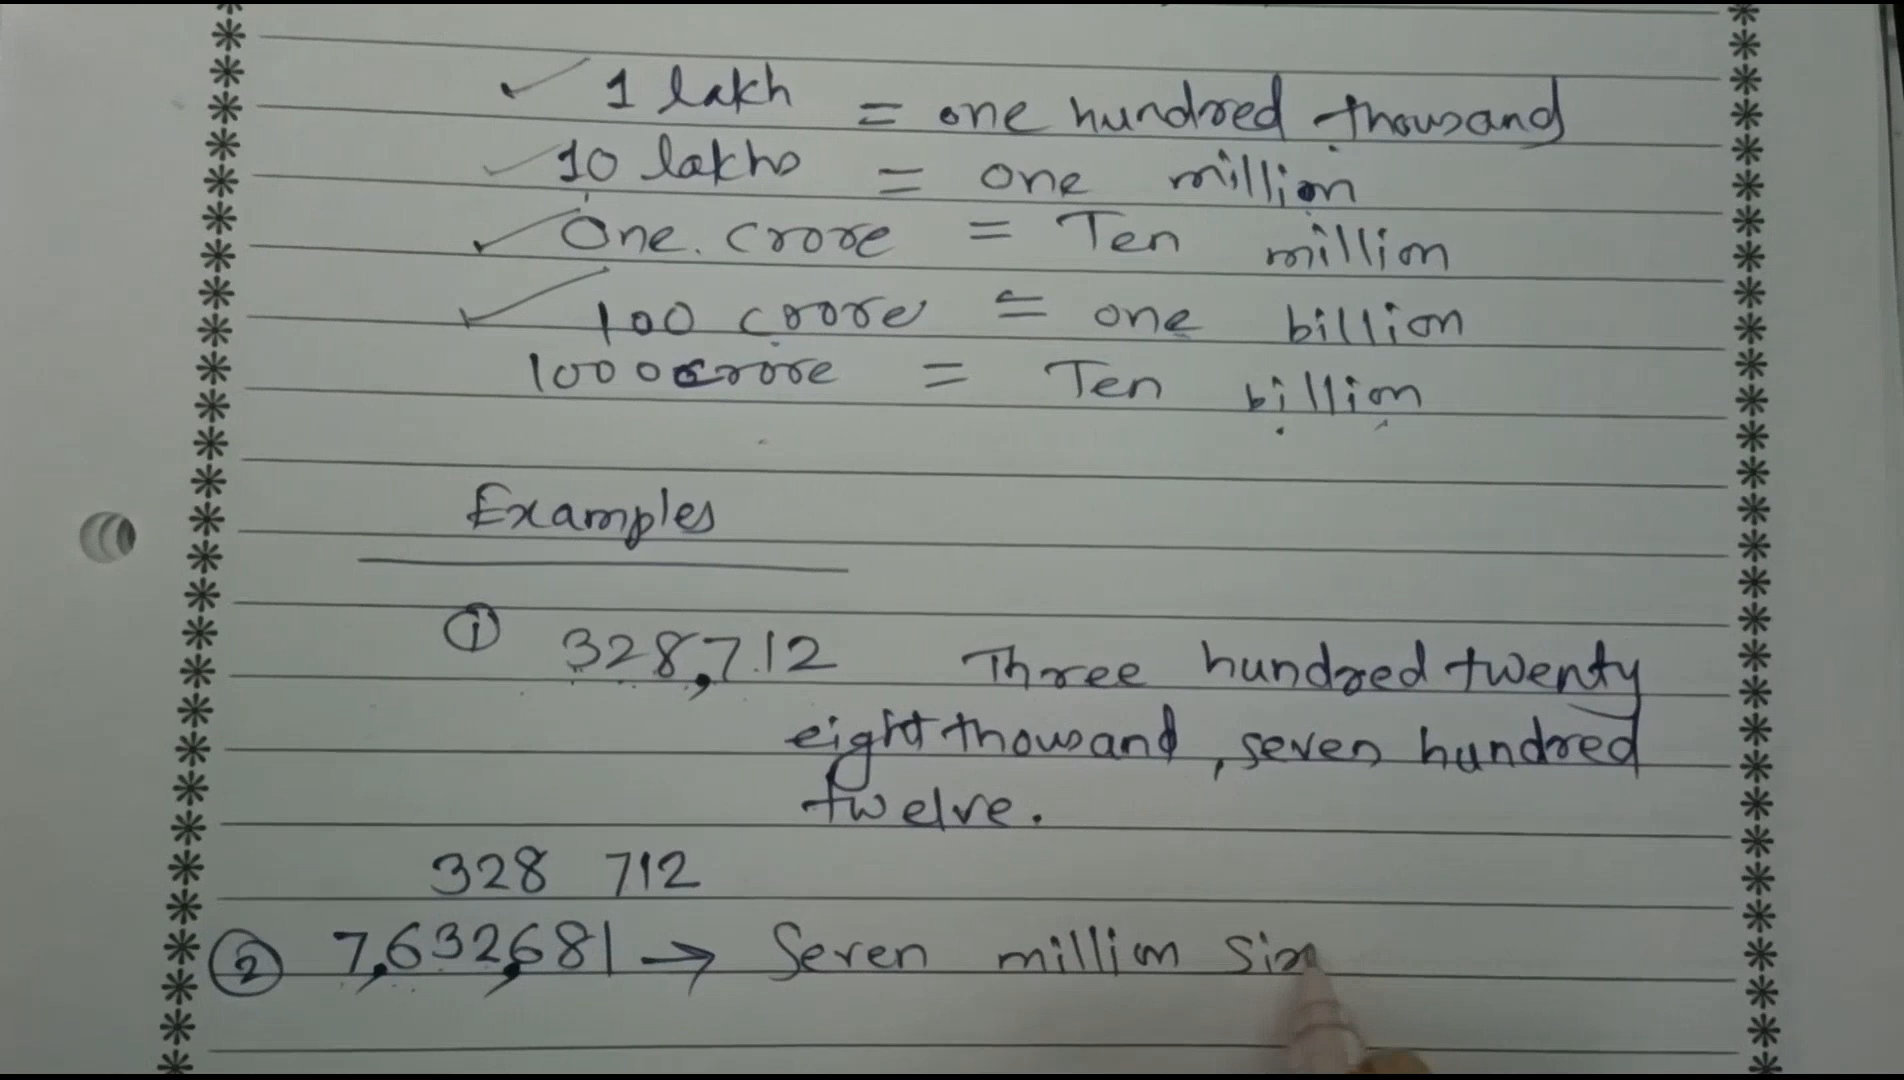 1 lakh = one hundred thousand
10 lakhs = one million
One crore = Ten million
100 crore = one billion
1000 crore = Ten billion
Examples
① 328,712 Three hundred twenty
eight thousand, seven hundred
twelve.
328 712
② 7,632,681 → Seven million Six